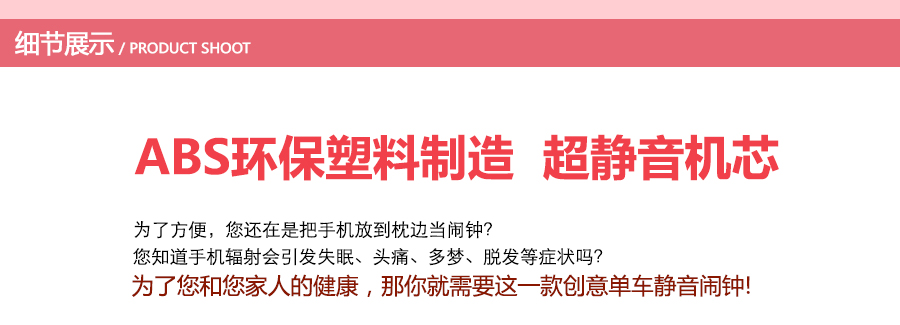 细节展示 / PRODUCT SHOOT
ABS环保塑料制造 超静音机芯
为了方便，您还在是把手机放到枕边当闹钟？
您知道手机辐射会引发失眠、头痛、多梦、脱发等症状吗？
为了您和您家人的健康，那你就需要这一款创意单车静音闹钟!